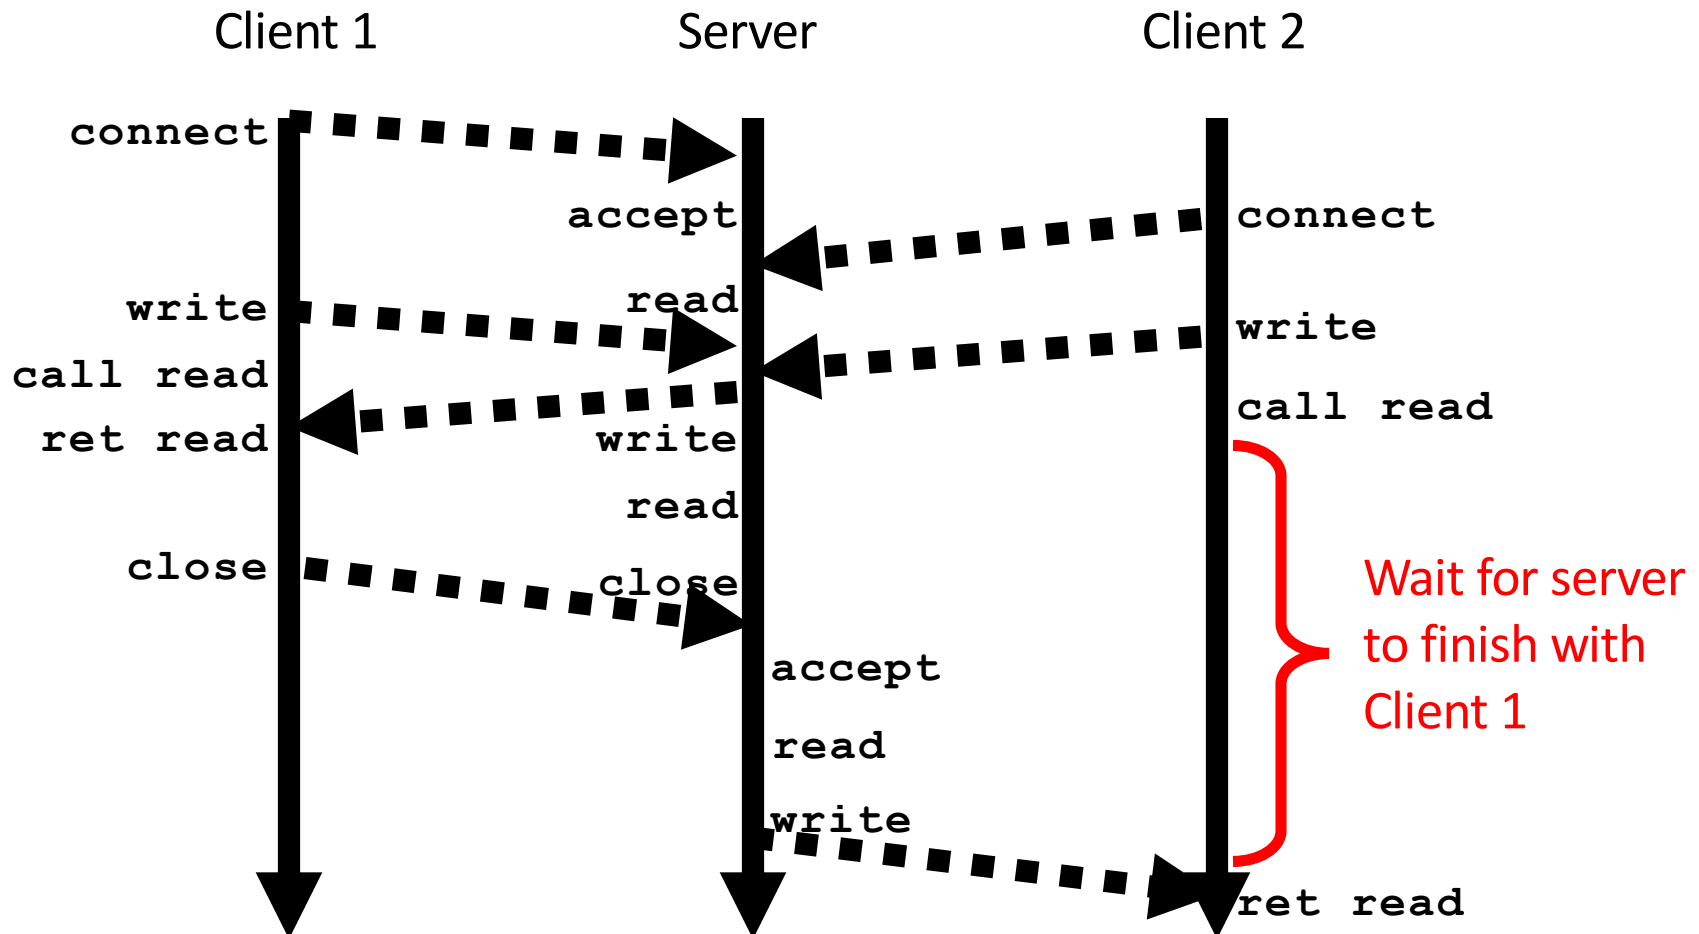 Client 1
Server
Client 2
connect
accept
connect
write
read
write
call read
call read
ret read
write
read
close
close
Wait for server
to finish with
Client 1
accept
read
write
ret read